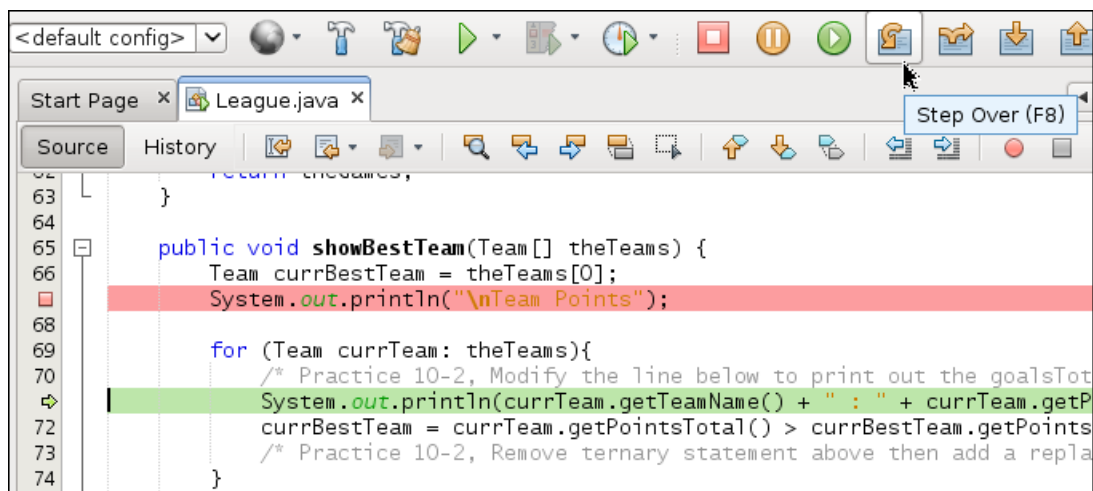 <default config>
Start Page
League.java
Step Over (F8)
Source
History
62 return theGames;
63 }
64
65 public void showBestTeam(Team[] theTeams) {
66 Team currBestTeam = theTeams[0];
System.out.println("\nTeam Points");
68
69 for (Team currTeam: theTeams){
70 /* Practice 10-2, Modify the line below to print out the goalsTot
System.out.println(currTeam.getTeamName() + " : " + currTeam.getP
72 currBestTeam = currTeam.getPointsTotal() > currBestTeam.getPoints
73 /* Practice 10-2, Remove ternary statement above then add a repla
74 }